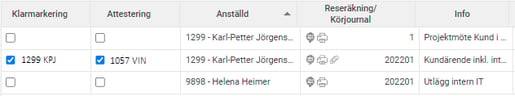 Klarmarkering Attestering Anställd Reseräkning/ Körjournal Info
1299 - Karl-Petter Jörgens... 1 Projektmöte Kund i ...
1299 KPJ 1057 VIN 1299 - Karl-Petter Jörgens... 202201 Kundärende inkl. int...
9898 - Helena Heimer 202201 Utlägg intern IT